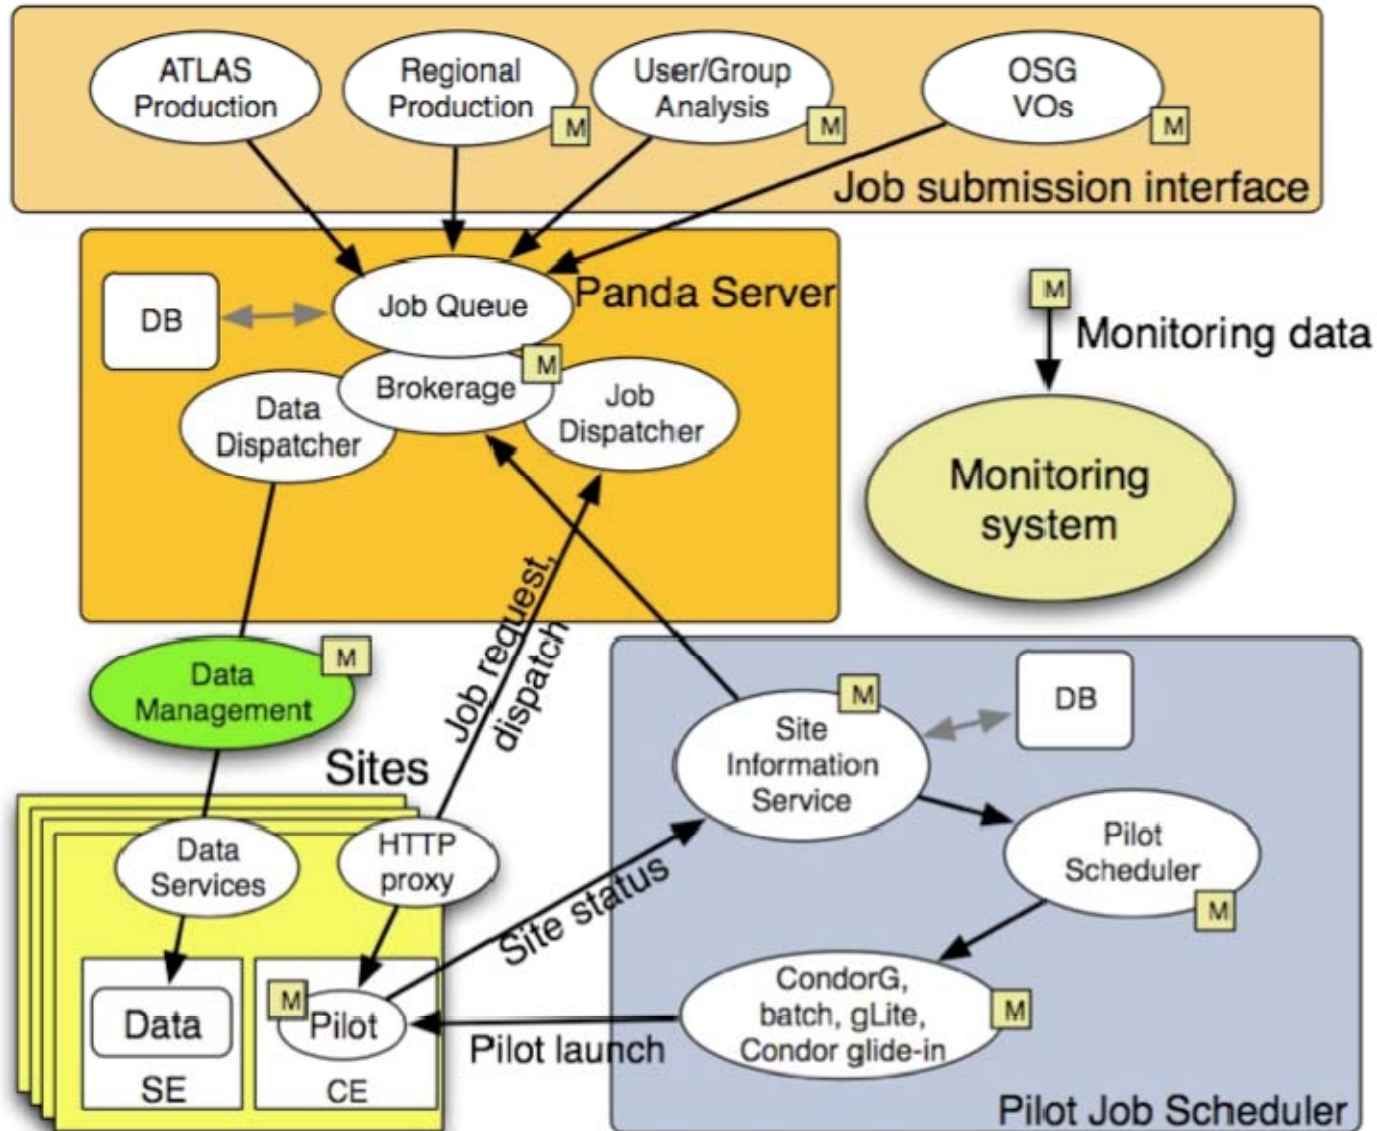 ATLAS
Production
Regional
Production
M
User/Group
Analysis
M
OSG
VOs
M
Job submission interface
DB
Job Queue
Panda Server
Brokerage
M
Data
Dispatcher
Job
Dispatcher
M
Monitoring data
Monitoring
system
Data
Management
M
Job request,
dispatch
Sites
Data
Services
HTTP
proxy
Data
SE
M
Pilot
CE
Site status
Pilot launch
Site
Information
Service
M
DB
Pilot
Scheduler
M
CondorG,
batch, gLite,
Condor glide-in
M
Pilot Job Scheduler